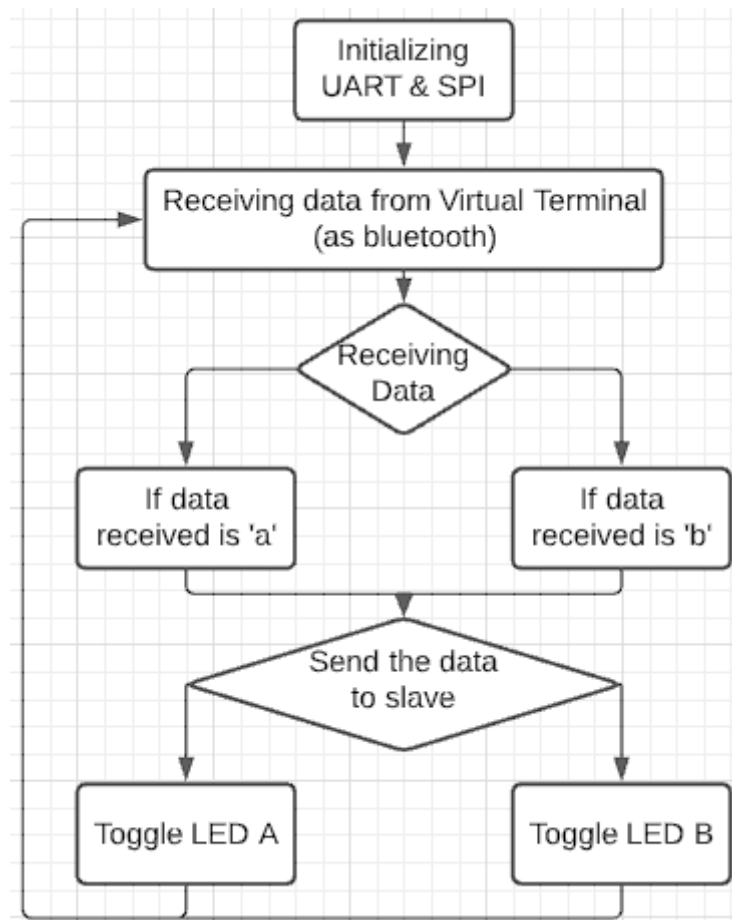 Initializing
UART & SPI
Receiving data from Virtual Terminal
(as bluetooth)
Receiving
Data
If data
received is 'a'
If data
received is 'b'
Send the data
to slave
Toggle LED A
Toggle LED B